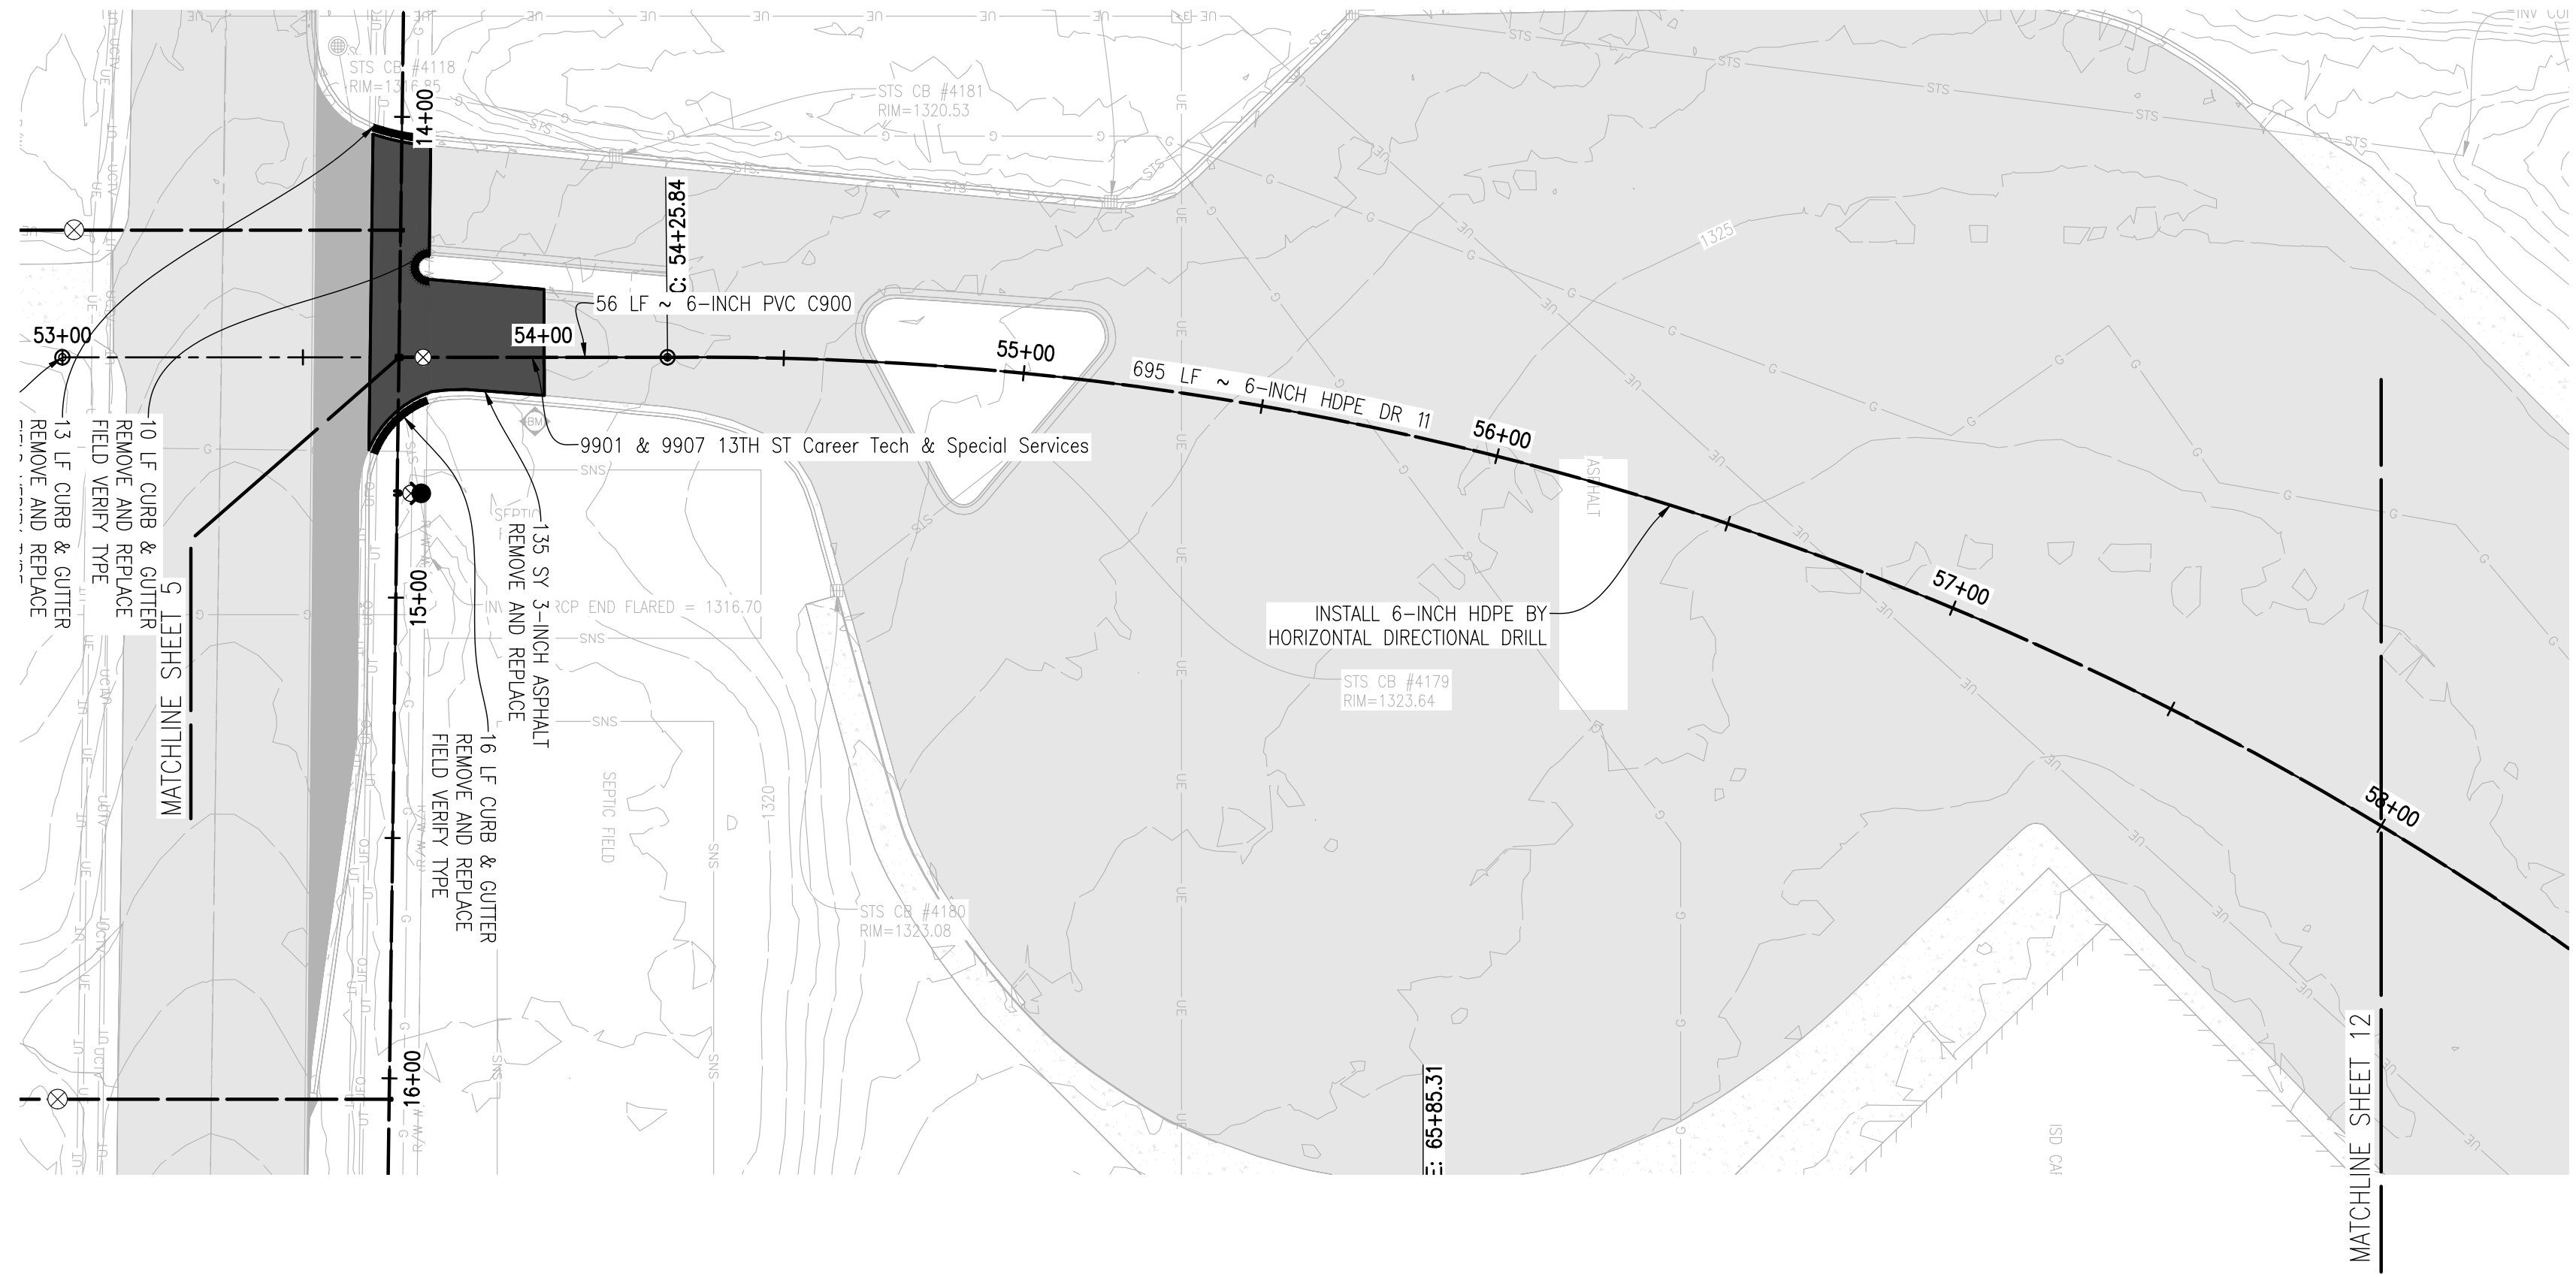 STS CB #4118
RIM=1316.85
14+00
STS CB #4181
RIM=1320.53
C: 54+25.84
56 LF ~ 6-INCH PVC C900
53+00
54+00
55+00
695 LF ~ 6-INCH HDPE DR 11
56+00
57+00
58+00
1325
ASPHALT
BM
9901 & 9907 13TH ST Career Tech & Special Services
10 LF CURB & GUTTER
REMOVE AND REPLACE
FIELD VERIFY TYPE
13 LF CURB & GUTTER
REMOVE AND REPLACE
MATCHLINE SHEET 5
135 SY 3-INCH ASPHALT
REMOVE AND REPLACE
SEPTIC
RCP END FLARED = 1316.70
15+00
16 LF CURB & GUTTER
REMOVE AND REPLACE
FIELD VERIFY TYPE
INSTALL 6-INCH HDPE BY
HORIZONTAL DIRECTIONAL DRILL
STS CB #4179
RIM=1323.64
SEPTIC FIELD
1320
STS CB #4180
RIM=1323.08
16+00
E: 65+85.31
MATCHLINE SHEET 12